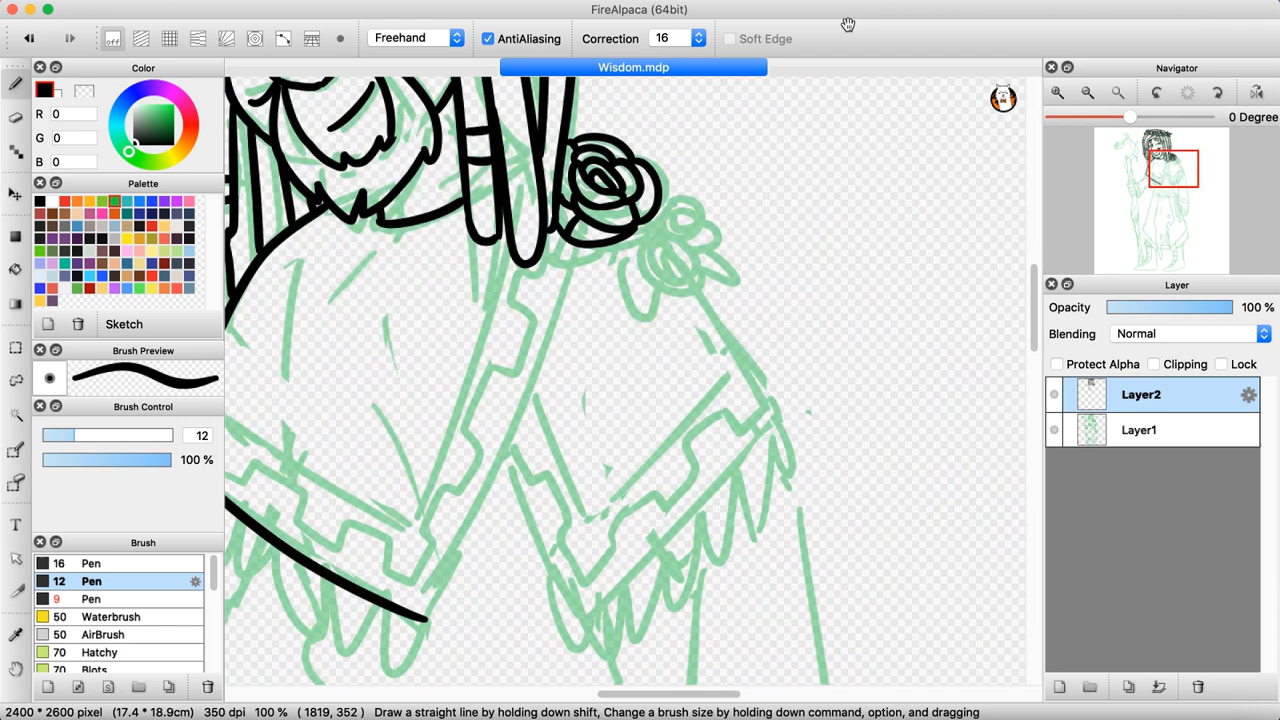 FireAlpaca (64bit)
off
Freehand
AntiAliasing
Correction
16
Soft Edge
Color
Wisdom.mdp
Navigator
R 0
G 0
B 0
0 Degree
Palette
Sketch
Layer
Opacity 100 %
Blending Normal
Protect Alpha Clipping Lock
Layer2
Layer1
Brush Preview
Brush Control
12
100 %
Brush
16 Pen
12 Pen
9 Pen
50 Waterbrush
50 AirBrush
70 Hatchy
70 Blots
2400 * 2600 pixel (17.4 * 18.9cm) 350 dpi 100 % ( 1819, 352 ) Draw a straight line by holding down shift, Change a brush size by holding down command, option, and dragging